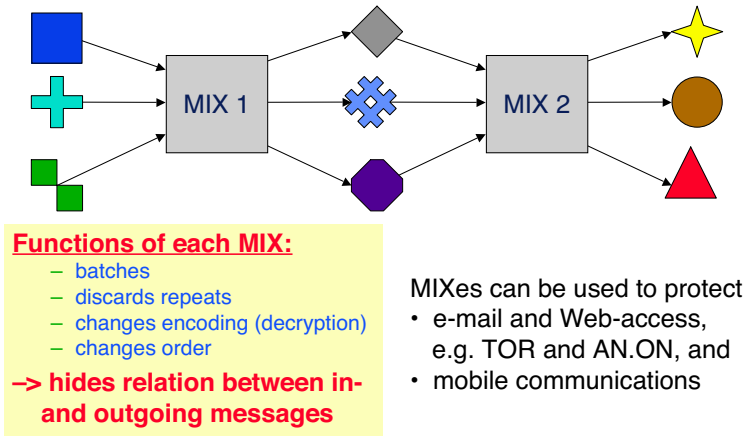 MIX 1
MIX 2
Functions of each MIX:
– batches
– discards repeats
– changes encoding (decryption)
– changes order
–> hides relation between in-
and outgoing messages
MIXes can be used to protect
• e-mail and Web-access,
e.g. TOR and AN.ON, and
• mobile communications